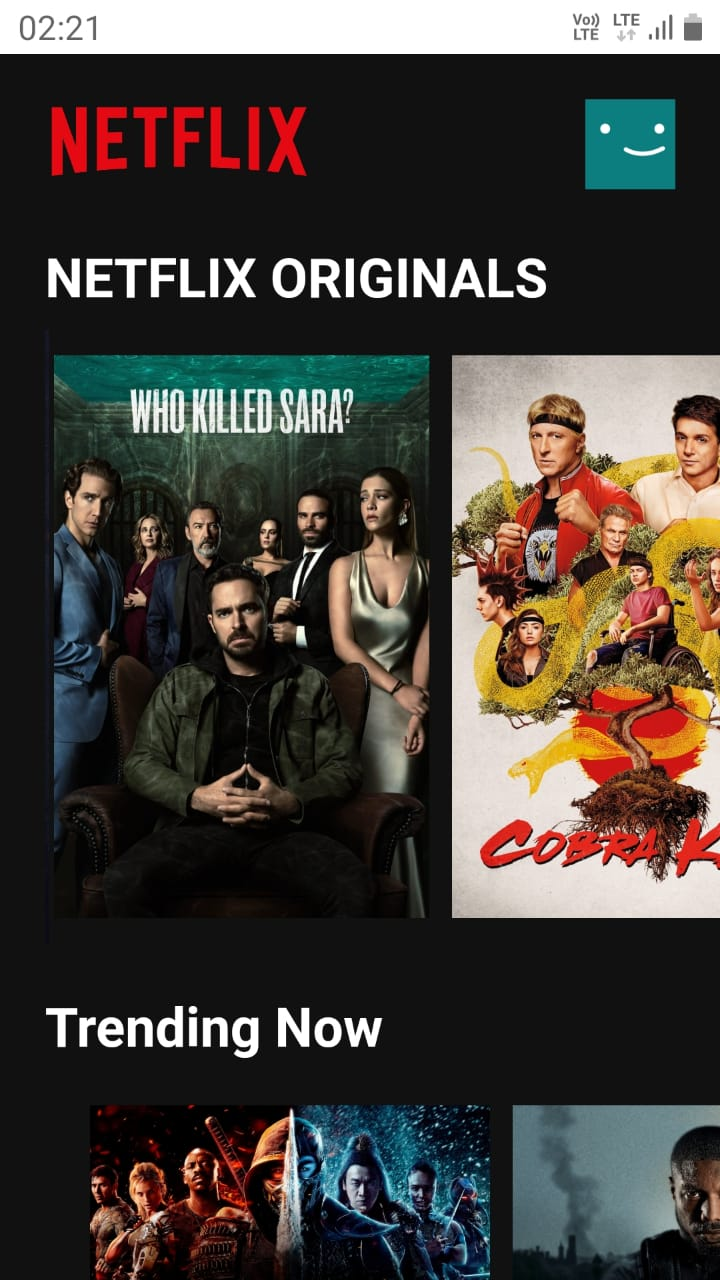 02:21
Vo))
LTE
LTE
NETFLIX
NETFLIX ORIGINALS
WHO KILLED SARA?
COBRA K
Trending Now